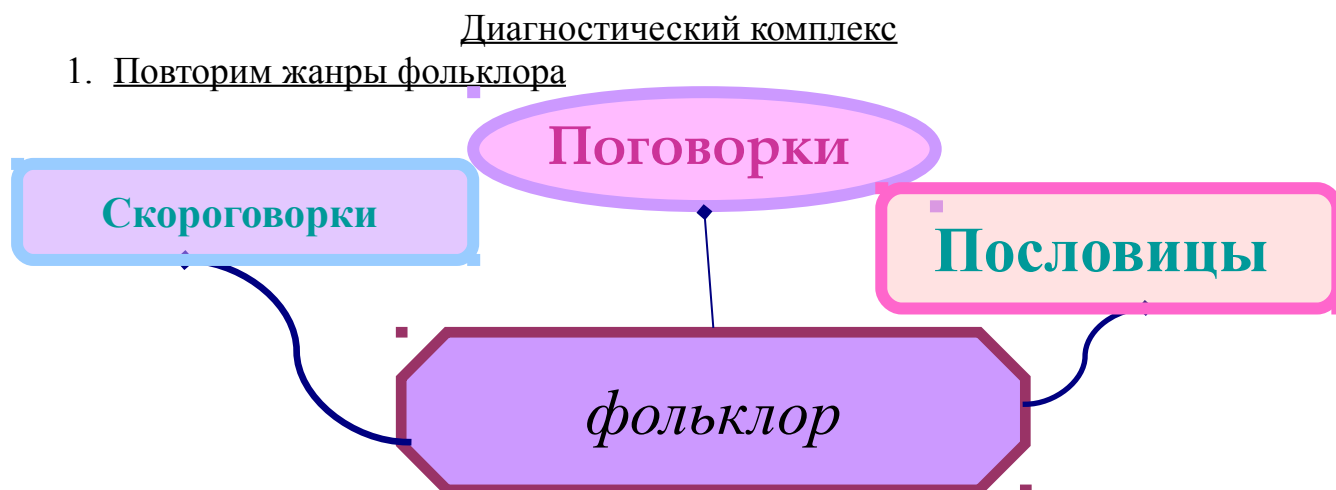 Диагностический комплекс
1. Повторим жанры фольклора
Поговорки
Скороговорки
Пословицы
фольклор